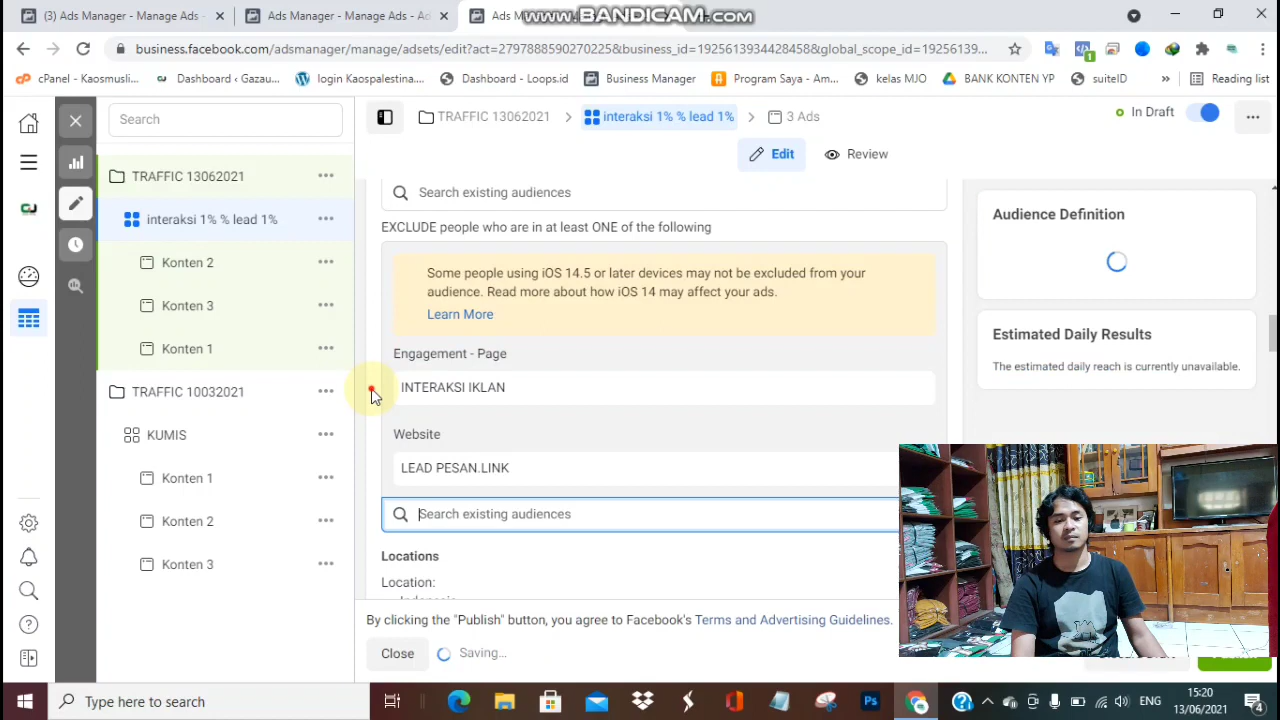 (3) Ads Manager - Manage Ads -
Ads Manager - Manage Ads - Ad
www.BANDICAM.com
business.facebook.com/adsmanager/manage/adsets/edit?act=2797888590270225&business_id=1925613934428458&global_scope_id=19256139...
cPanel - Kaosmusli...
Dashboard ‹ Gazau...
login Kaospalestina...
Dashboard - Loops.id
Business Manager
Program Saya - Am...
kelas MJO
BANK KONTEN YP
suiteID
»
Reading list
Search
TRAFFIC 13062021
interaksi 1% % lead 1%
3 Ads
In Draft
Edit
Review
TRAFFIC 13062021
interaksi 1% % lead 1%
Konten 2
Konten 3
Konten 1
TRAFFIC 10032021
KUMIS
Konten 1
Konten 2
Konten 3
Search existing audiences
EXCLUDE people who are in at least ONE of the following
Some people using iOS 14.5 or later devices may not be excluded from your
audience. Read more about how iOS 14 may affect your ads.
Learn More
Engagement - Page
INTERAKSI IKLAN
Website
LEAD PESAN.LINK
Search existing audiences
Locations
Location:
By clicking the "Publish" button, you agree to Facebook's Terms and Advertising Guidelines.
Close
Saving...
Audience Definition
Estimated Daily Results
The estimated daily reach is currently unavailable.
Type here to search
ENG
15:20
13/06/2021
4